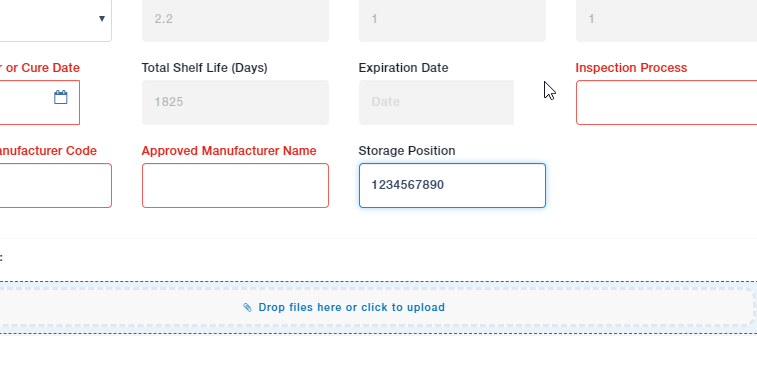 2.2
1
1
r or Cure Date
Total Shelf Life (Days)
Expiration Date
Inspection Process
1825
Date
anufacturer Code
Approved Manufacturer Name
Storage Position
1234567890
:
Drop files here or click to upload